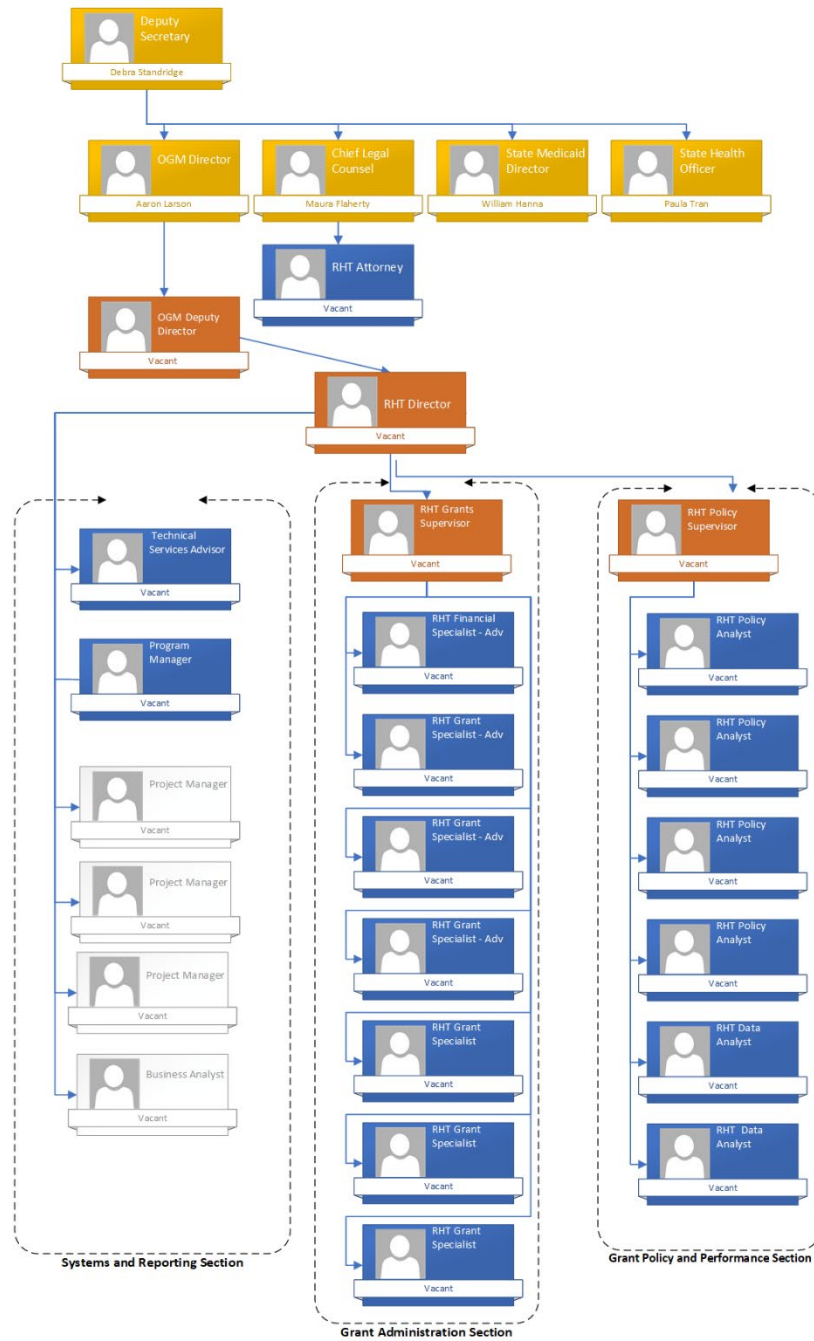 Deputy
Secretary
Debra Standridge
OGM Director
Aaron Larson
Chief Legal
Counsel
Maura Flaherty
State Medicaid
Director
William Hanna
State Health
Officer
Paula Tran
RHT Attorney
Vacant
OGM Deputy
Director
Vacant
RHT Director
Vacant
Technical
Services Advisor
Vacant
Program
Manager
Vacant
Project Manager
Vacant
Project Manager
Vacant
Project Manager
Vacant
Business Analyst
Vacant
Systems and Reporting Section
RHT Grants
Supervisor
Vacant
RHT Financial
Specialist - Adv
Vacant
RHT Grant
Specialist - Adv
Vacant
RHT Grant
Specialist - Adv
Vacant
RHT Grant
Specialist - Adv
Vacant
RHT Grant
Specialist
Vacant
RHT Grant
Specialist
Vacant
RHT Grant
Specialist
Vacant
Grant Administration Section
RHT Policy
Supervisor
Vacant
RHT Policy
Analyst
Vacant
RHT Policy
Analyst
Vacant
RHT Policy
Analyst
Vacant
RHT Policy
Analyst
Vacant
RHT Data
Analyst
Vacant
RHT Data
Analyst
Vacant
Grant Policy and Performance Section